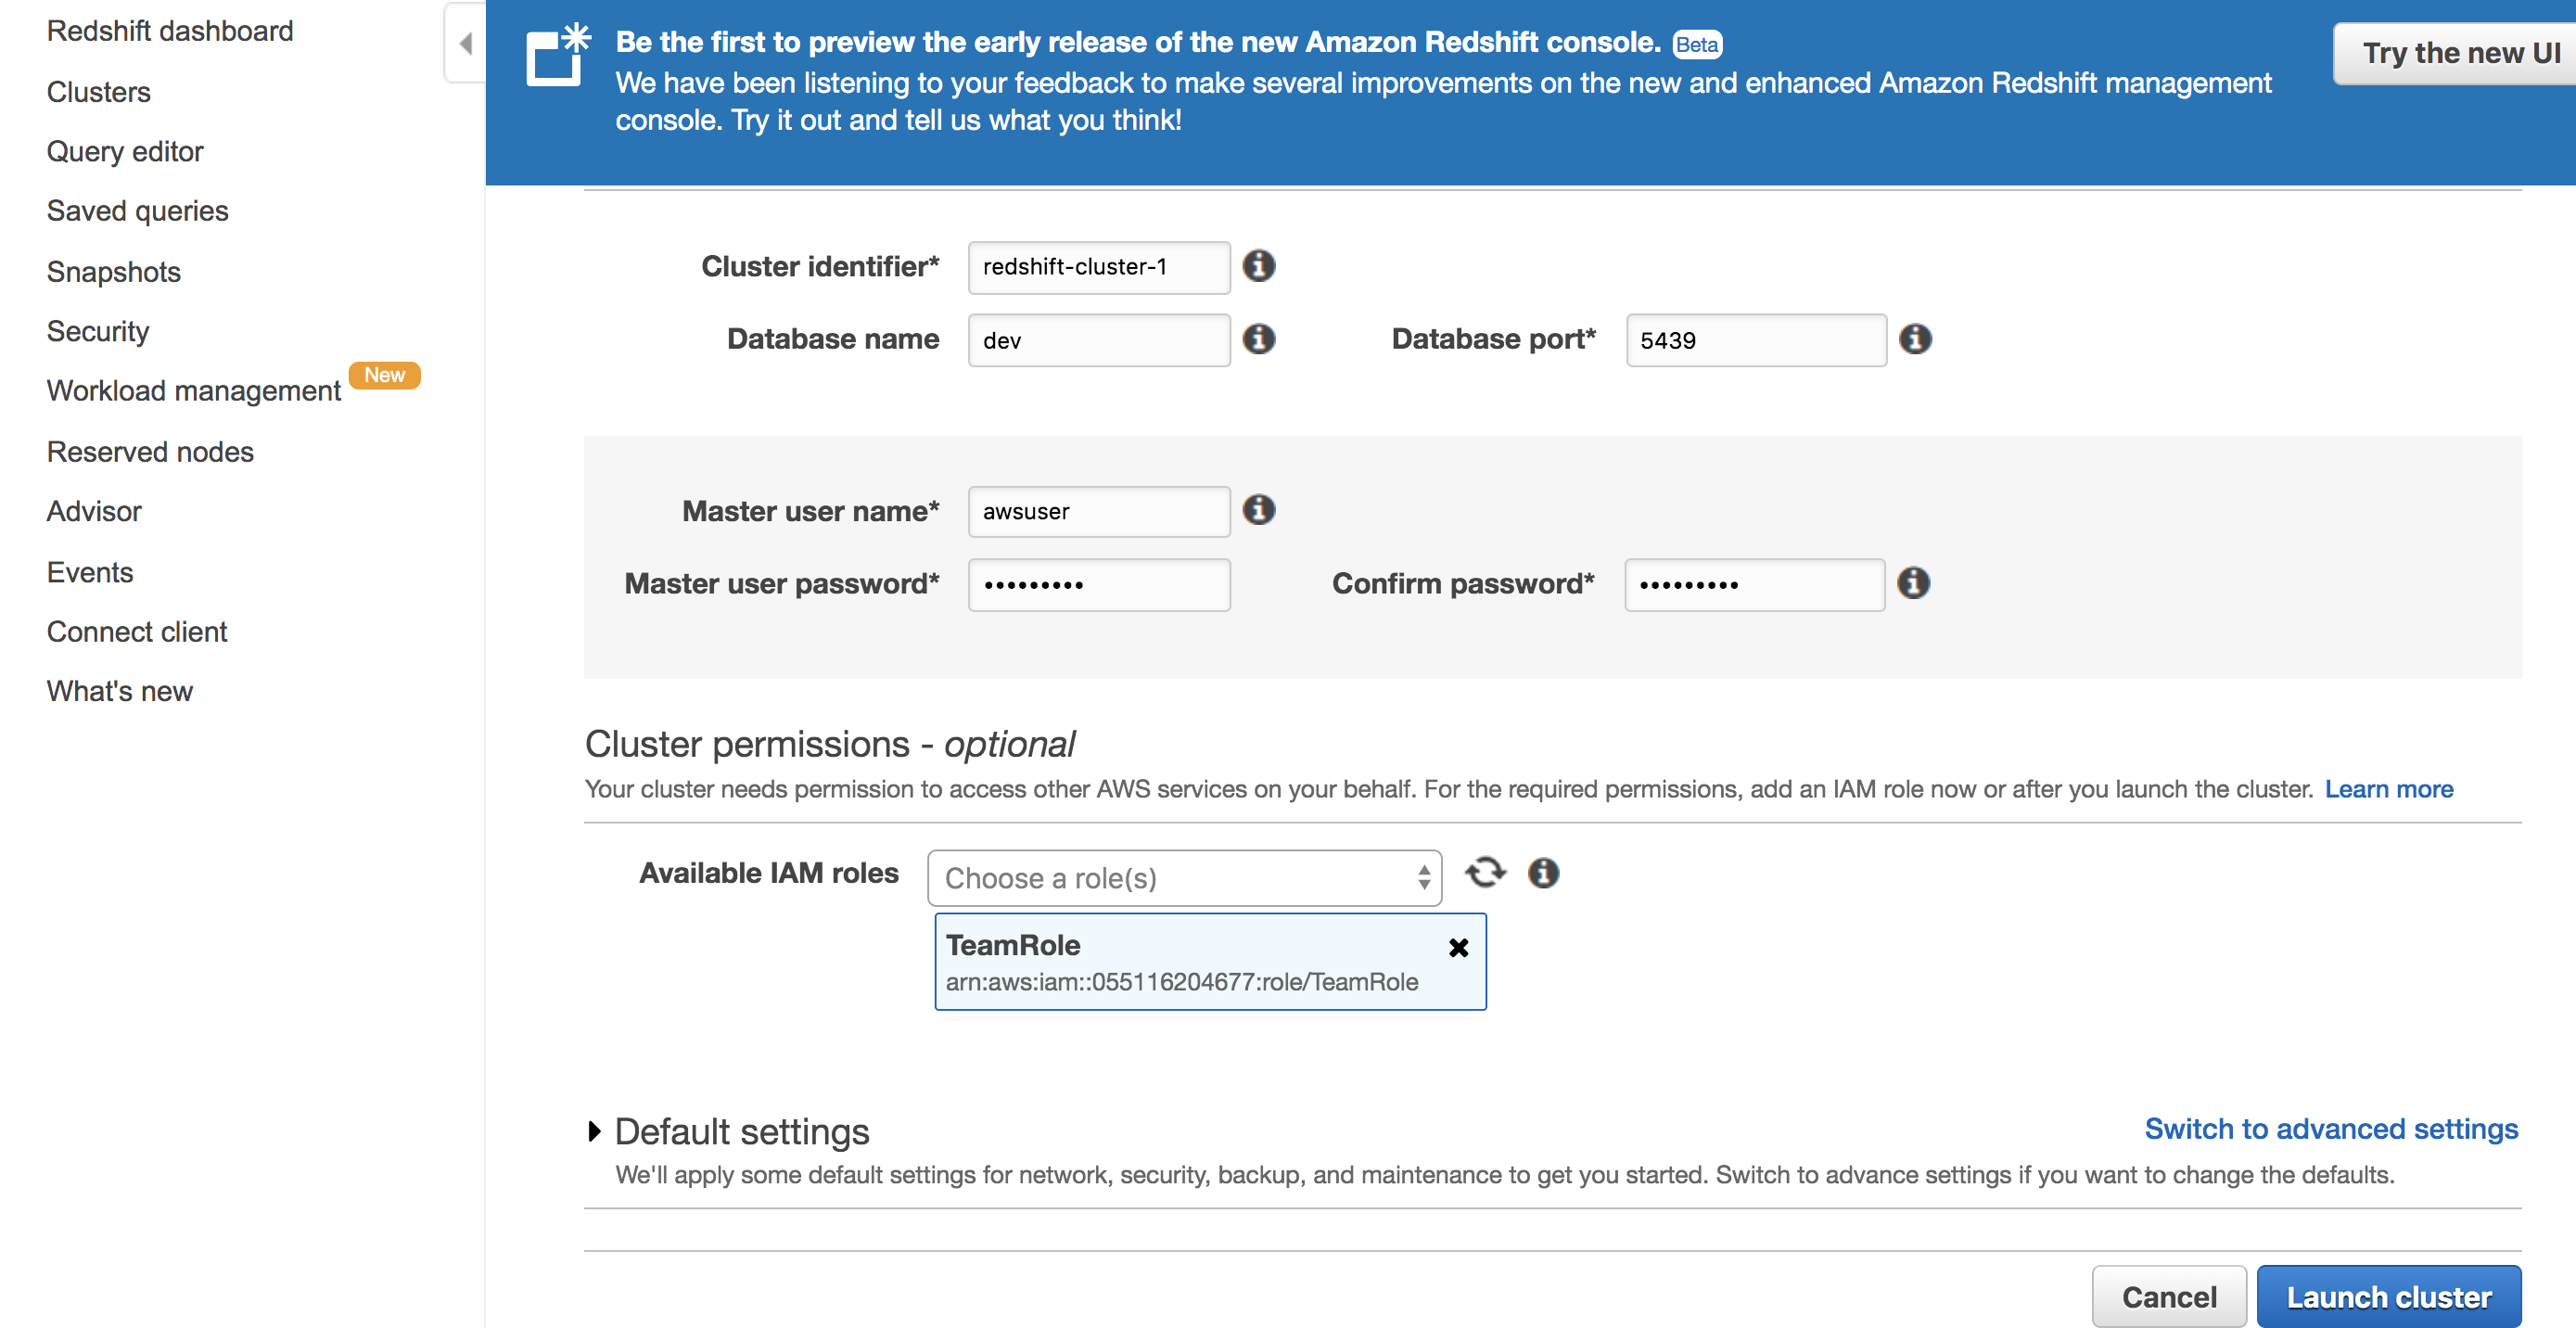 Redshift dashboard
Clusters
Query editor
Saved queries
Snapshots
Security
Workload management New
Reserved nodes
Advisor
Events
Connect client
What's new
Be the first to preview the early release of the new Amazon Redshift console. Beta
We have been listening to your feedback to make several improvements on the new and enhanced Amazon Redshift management
console. Try it out and tell us what you think!
Try the new UI
Cluster identifier* redshift-cluster-1
Database name dev Database port* 5439
Master user name* awsuser
Master user password* ••••••••• Confirm password* •••••••••
Cluster permissions - optional
Your cluster needs permission to access other AWS services on your behalf. For the required permissions, add an IAM role now or after you launch the cluster. Learn more
Available IAM roles Choose a role(s)
TeamRole
arn:aws:iam::055116204677:role/TeamRole
Default settings Switch to advanced settings
We'll apply some default settings for network, security, backup, and maintenance to get you started. Switch to advance settings if you want to change the defaults.
Cancel Launch cluster